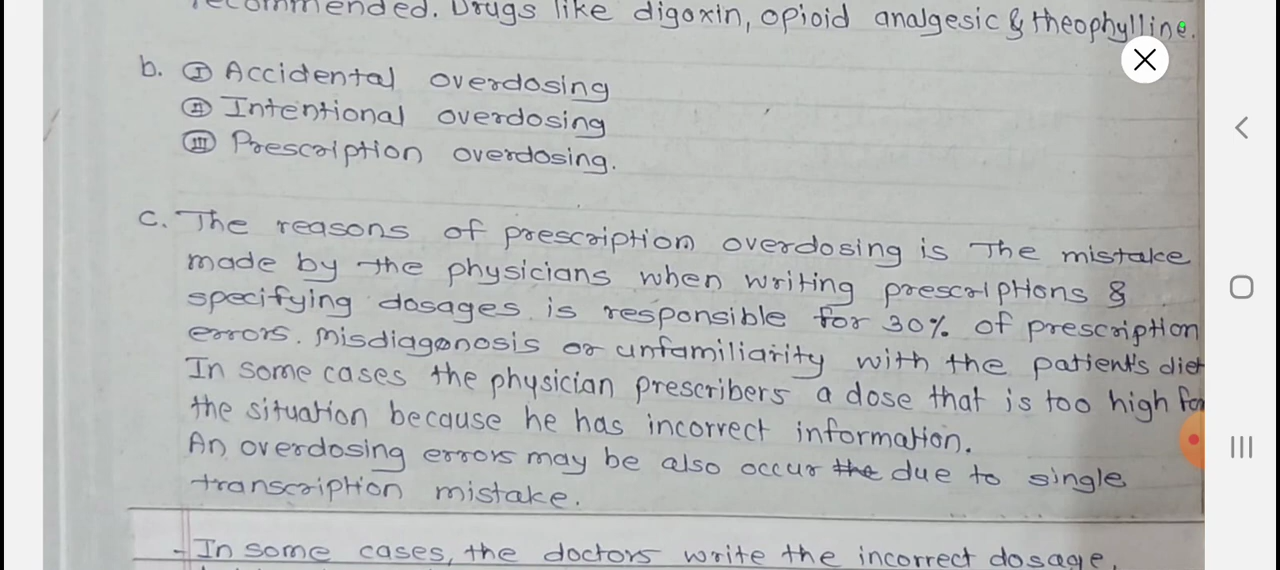 recommended. Drugs like digoxin, opioid analgesic & theophylline.
b. I Accidental overdosing
II Intentional overdosing
III Prescription overdosing.
c. The reasons of prescription overdosing is The mistake
made by the physicians when writing prescriptions &
specifying dosages is responsible for 30% of prescription
errors. Misdiagonosis or unfamiliarity with the patient's diet
In some cases the physician prescribers a dose that is too high for
the situation because he has incorrect information.
An overdosing errors may be also occur the due to single
transcription mistake.
- In some cases, the doctors write the incorrect dosage.